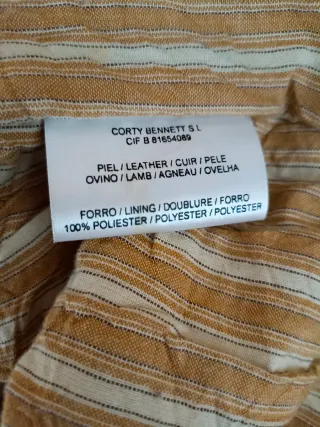 CORTY BENNETT S.L
CIF B 81654089
PIEL / LEATHER / CUIR / PELE
OVINO / LAMB / AGNEAU / OVELHA
FORRO / LINING / DOUBLURE / FORRO
100% POLIESTER / POLYESTER / POLYESTER